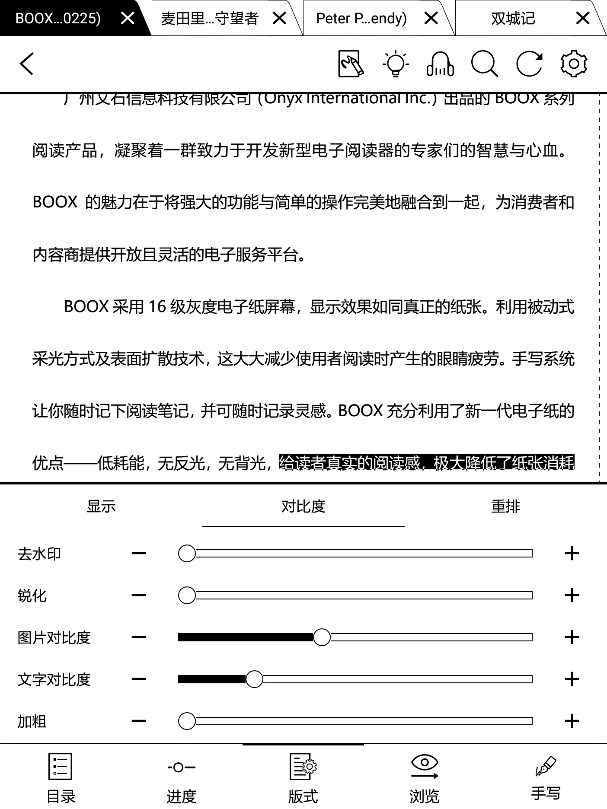 BOOX...0225)
麦田里...守望者
Peter P...endy)
双城记
广州文石信息科技有限公司（Onyx International Inc.）出品的 BOOX 系列
阅读产品，凝聚着一群致力于开发新型电子阅读器的专家们的智慧与心血。
BOOX 的魅力在于将强大的功能与简单的操作完美地融合到一起，为消费者和
内容商提供开放且灵活的电子服务平台。
BOOX 采用 16 级灰度电子纸屏幕，显示效果如同真正的纸张。利用被动式
采光方式及表面扩散技术，这大大减少使用者阅读时产生的眼睛疲劳。手写系统
让你随时记下阅读笔记，并可随时记录灵感。BOOX 充分利用了新一代电子纸的
优点——低耗能，无反光，无背光，给读者真实的阅读感，极大降低了纸张消耗
显示
对比度
重排
去水印
锐化
图片对比度
文字对比度
加粗
目录
进度
版式
浏览
手写